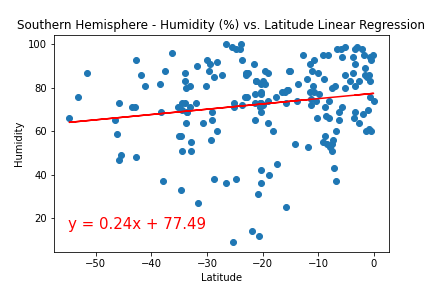 Southern Hemisphere - Humidity (%) vs. Latitude Linear Regression
100
80
60
40
20
Humidity
y = 0.24x + 77.49
−50
−40
−30
−20
−10
0
Latitude